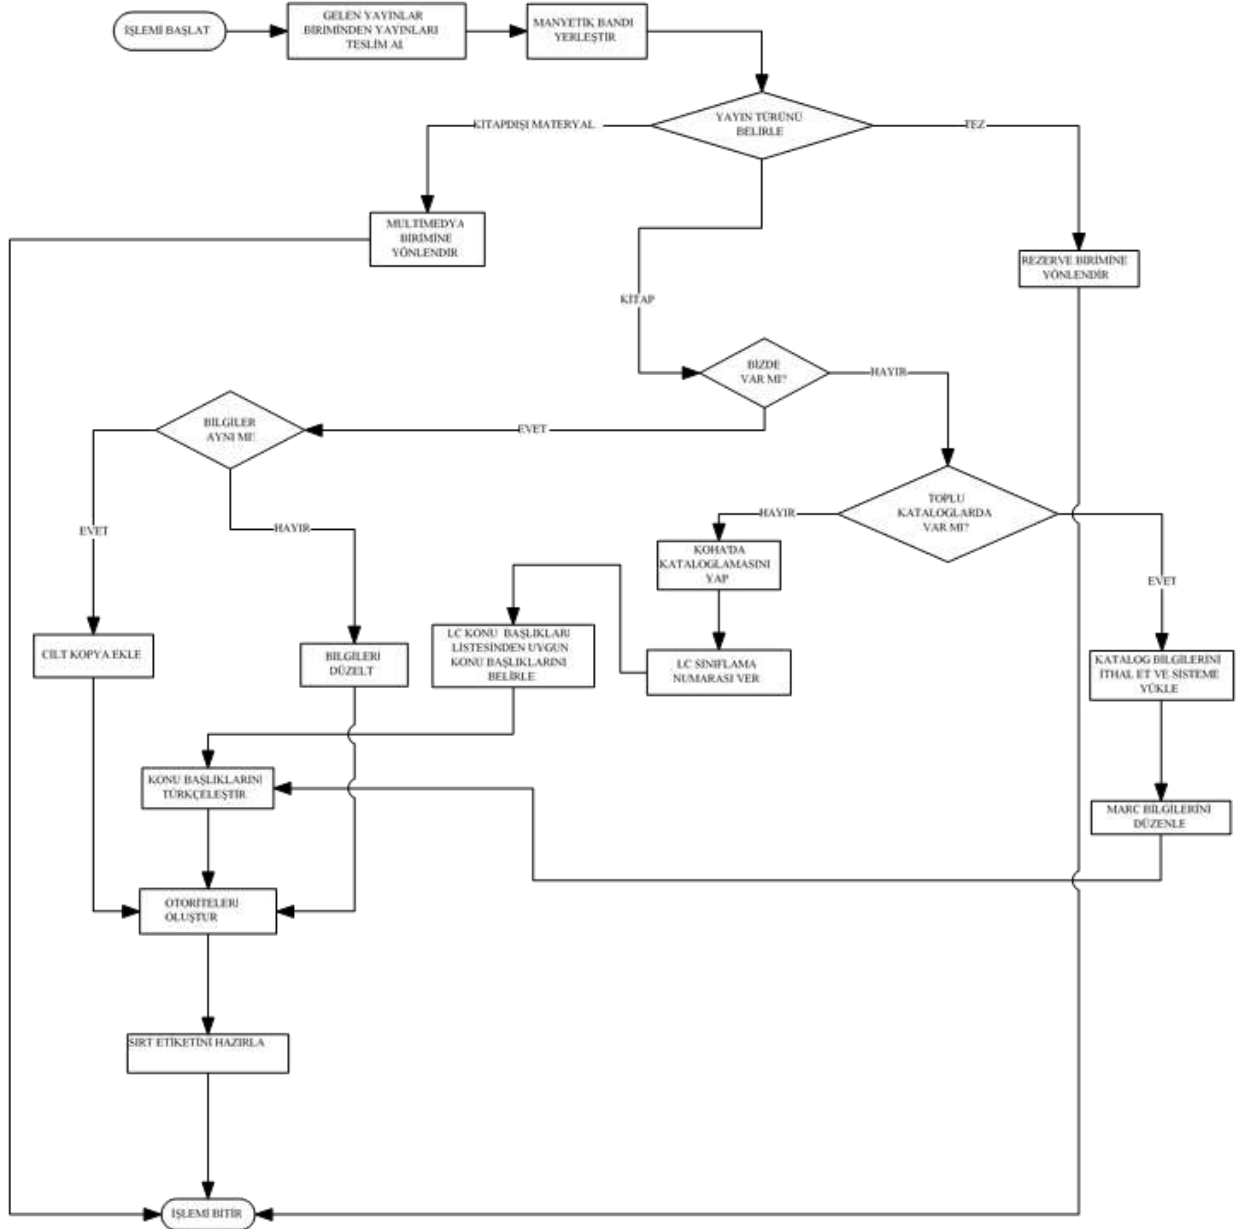 İŞLEMİ BAŞLAT
GELEN YAYINLAR
BİRİMİNDEN YAYINLARI
TESLİM AL
MANYETİK BANDI
YERLEŞTİR
YAYIN TÜRÜNÜ
BELİRLE
KİTAPDIŞI MATERYAL
TEZ
MULTİMEDYA
BİRİMİNE
YÖNLENDİR
REZERVE BİRİMİNE
YÖNLENDİR
KİTAP
BİZDE
VAR MI?
HAYIR
EVET
BİLGİLER
AYNI MI?
TOPLU
KATALOGLARDA
VAR MI?
EVET
HAYIR
HAYIR
EVET
KOHA'DA
KATALOGLAMASINI
YAP
LC KONU BAŞLIKLARI
LİSTESİNDEN UYGUN
KONU BAŞLIKLARINI
BELİRLE
CİLT KOPYA EKLE
BİLGİLERİ
DÜZELT
LC SINIFLAMA
NUMARASI VER
KATALOG BİLGİLERİNİ
İTHAL ET VE SİSTEME
YÜKLE
KONU BAŞLIKLARINI
TÜRKÇELEŞTİR
MARC BİLGİLERİNİ
DÜZENLE
OTORİTELERİ
OLUŞTUR
SIRT ETİKETİNİ HAZIRLA
İŞLEMİ BİTİR